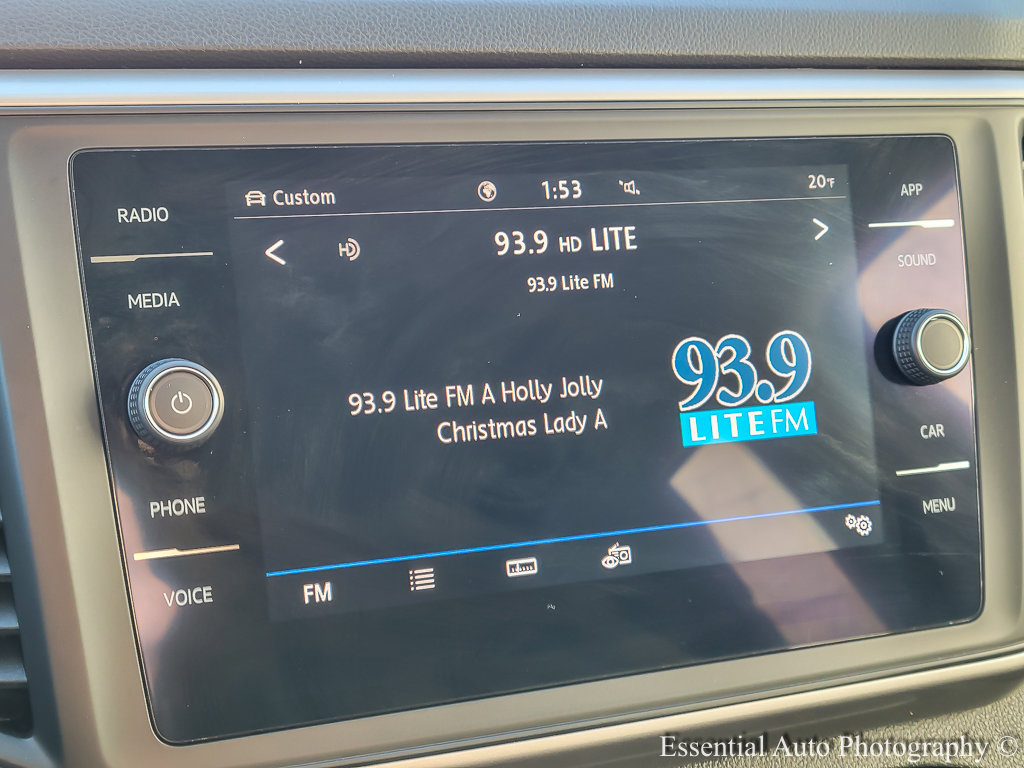 RADIO
MEDIA
PHONE
VOICE
Custom
1:53
20°F
HD
93.9 HD LITE
93.9 Lite FM
93.9 Lite FM A Holly Jolly
Christmas Lady A
93.9
LITE FM
FM
APP
SOUND
CAR
MENU
Essential Auto Photography ©